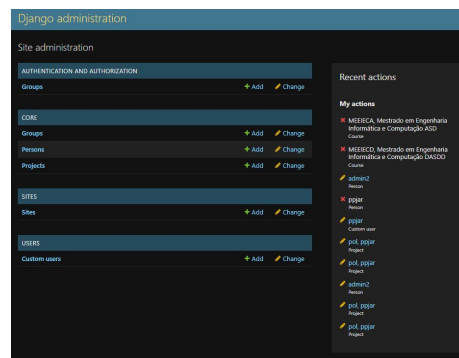 Django administration
Site administration
AUTHENTICATION AND AUTHORIZATION
Groups + Add Change
CORE
Groups + Add Change
Persons + Add Change
Projects + Add Change
SITES
Sites + Add Change
USERS
Custom users + Add Change
Recent actions
My actions
MEEIECA, Mestrado em Engenharia
Informática e Computação ASD
Course
MEEIECD, Mestrado em Engenharia
Informática e Computação DASDD
Course
admin2
Person
ppjar
Person
ppjar
Custom user
pol, ppjar
Project
pol, ppjar
Project
admin2
Person
pol, ppjar
Project
pol, ppjar
Project